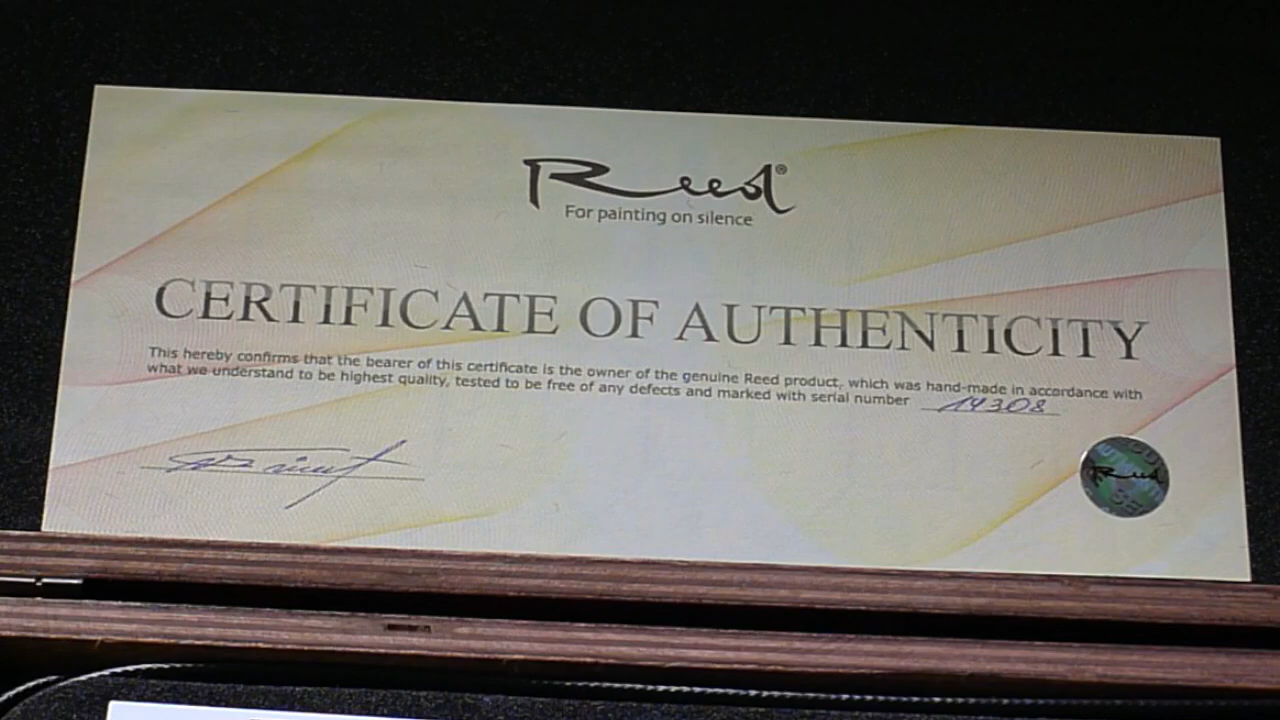 Reed®
For painting on silence
CERTIFICATE OF AUTHENTICITY
This hereby confirms that the bearer of this certificate is the owner of the genuine Reed product, which was hand-made in accordance with
what we understand to be highest quality, tested to be free of any defects and marked with serial number 14308
Reed